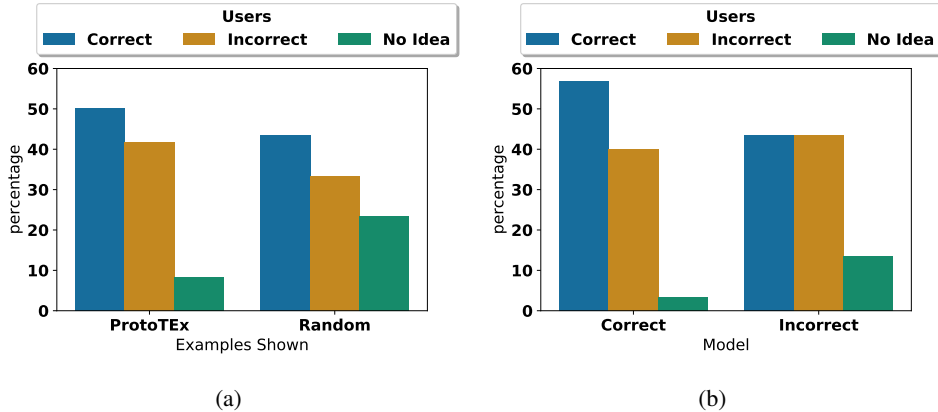 Users
Correct Incorrect No Idea
60
50
40
30
20
10
0
percentage
ProtoTEx Random
Examples Shown
(a)
Users
Correct Incorrect No Idea
60
50
40
30
20
10
0
percentage
Correct Incorrect
Model
(b)